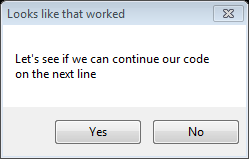 Looks like that worked
Let's see if we can continue our code
on the next line
Yes No